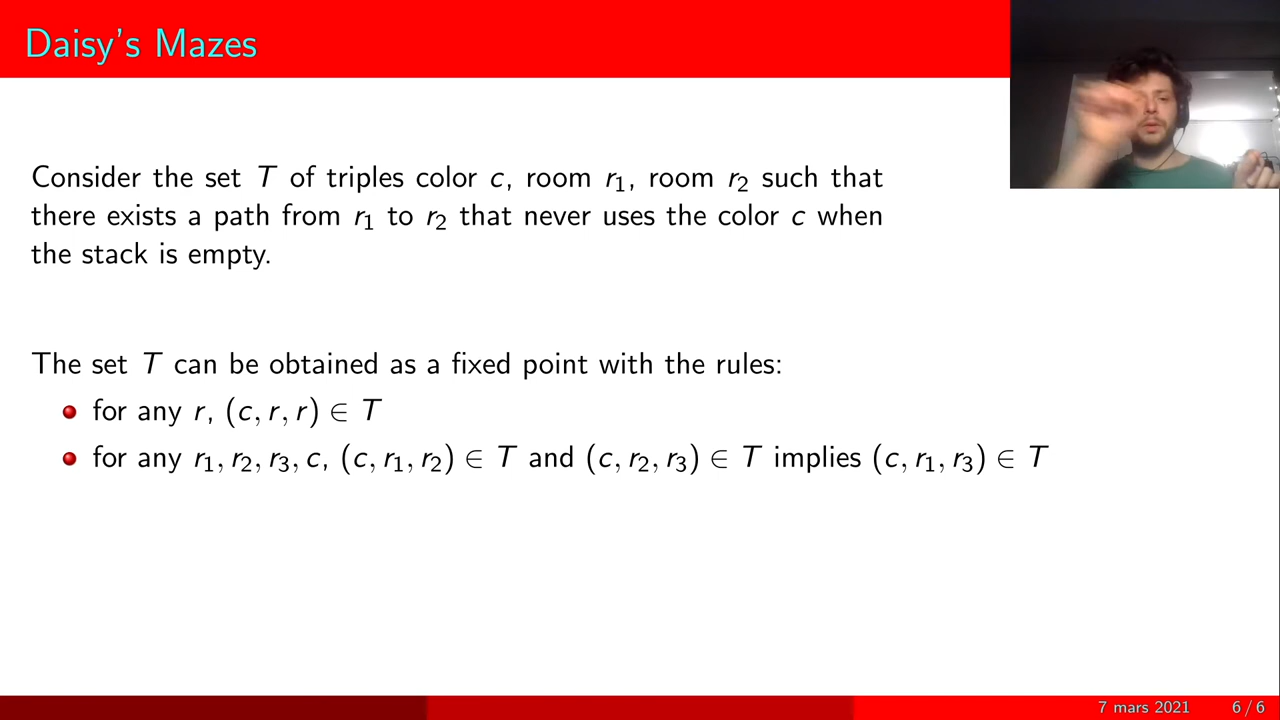 Daisy's Mazes
Consider the set T of triples color c, room r₁, room r₂ such that
there exists a path from r₁ to r₂ that never uses the color c when
the stack is empty.
The set T can be obtained as a fixed point with the rules:
for any r, (c, r, r) ∈ T
for any r₁, r₂, r₃, c, (c, r₁, r₂) ∈ T and (c, r₂, r₃) ∈ T implies (c, r₁, r₃) ∈ T
7 mars 2021 6 / 6